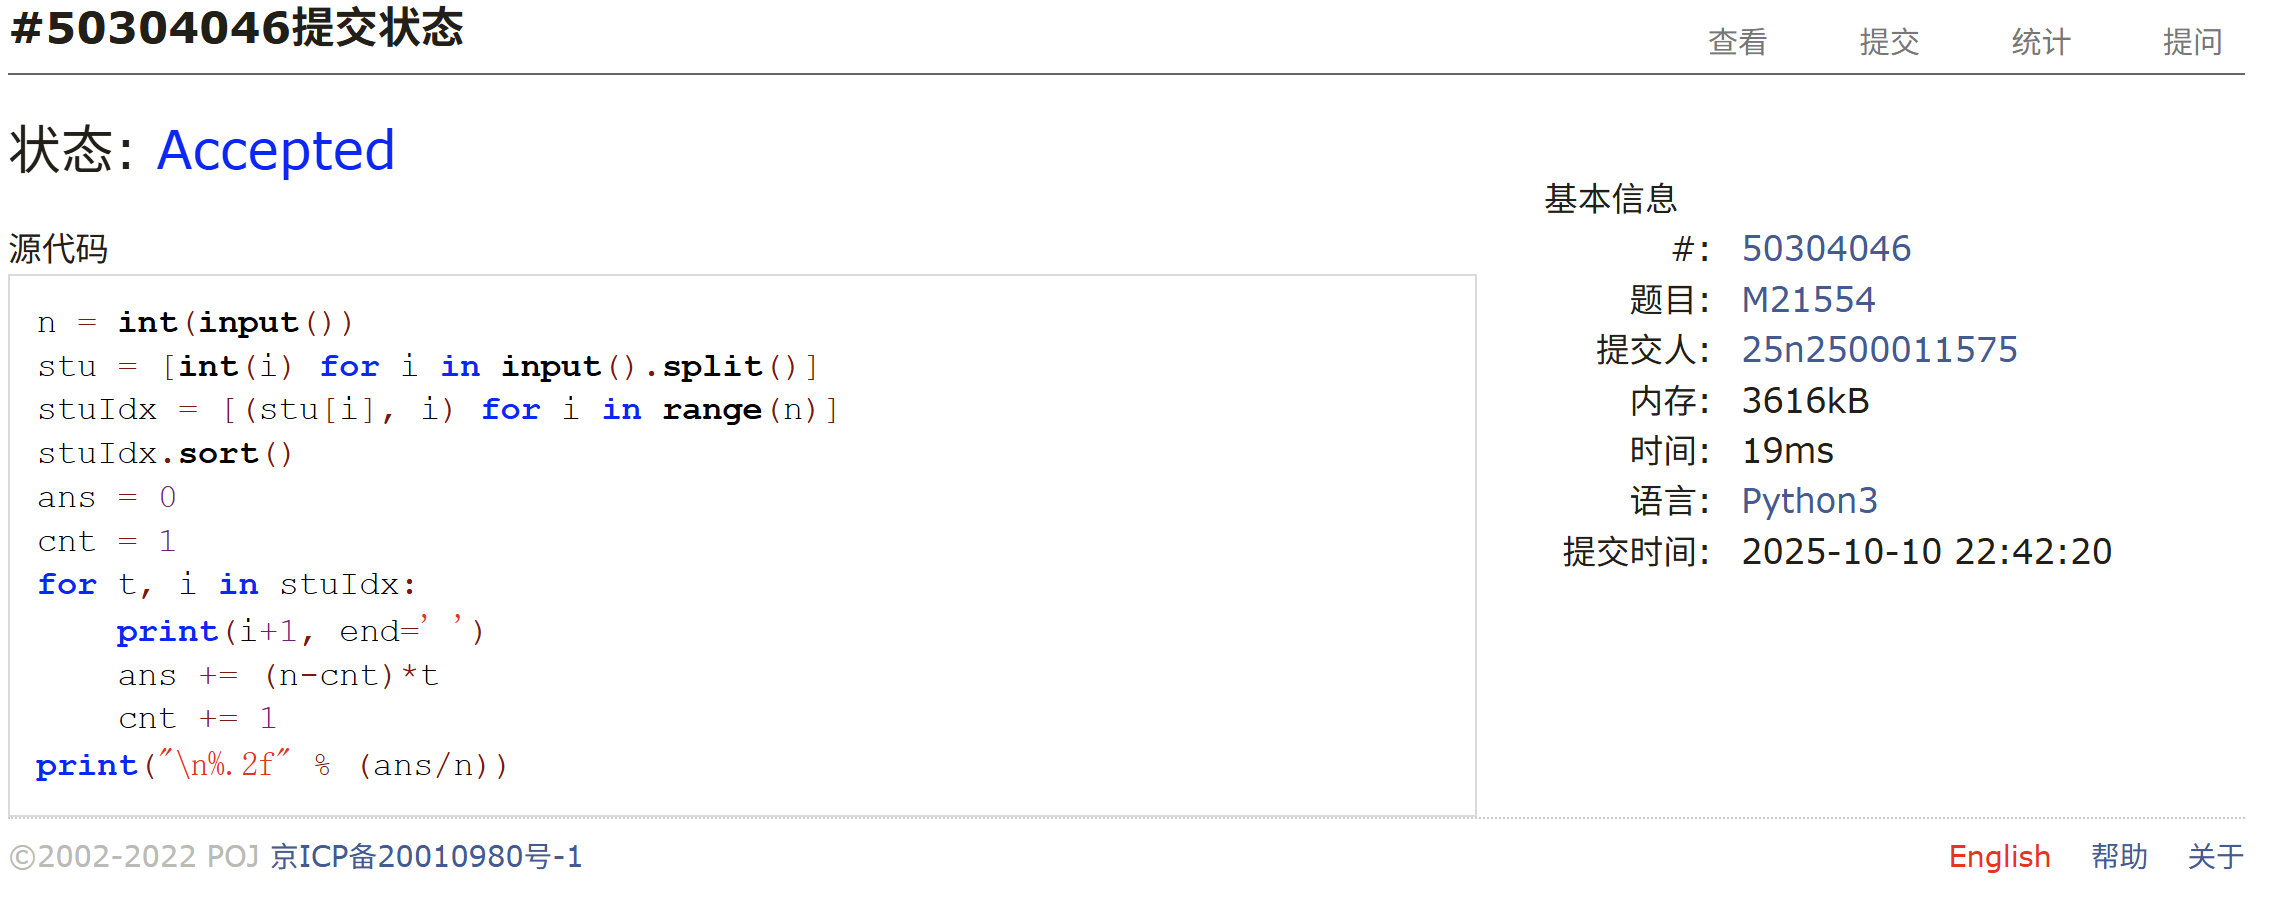 #50304046提交状态
查看 提交 统计 提问
状态: Accepted
源代码
n = int(input())
stu = [int(i) for i in input().split()]
stuIdx = [(stu[i], i) for i in range(n)]
stuIdx.sort()
ans = 0
cnt = 1
for t, i in stuIdx:
    print(i+1, end=' ')
    ans += (n-cnt)*t
    cnt += 1
print("\n%.2f" % (ans/n))
基本信息
#: 50304046
题目: M21554
提交人: 25n2500011575
内存: 3616kB
时间: 19ms
语言: Python3
提交时间: 2025-10-10 22:42:20
©2002-2022 POJ 京ICP备20010980号-1
English 帮助 关于